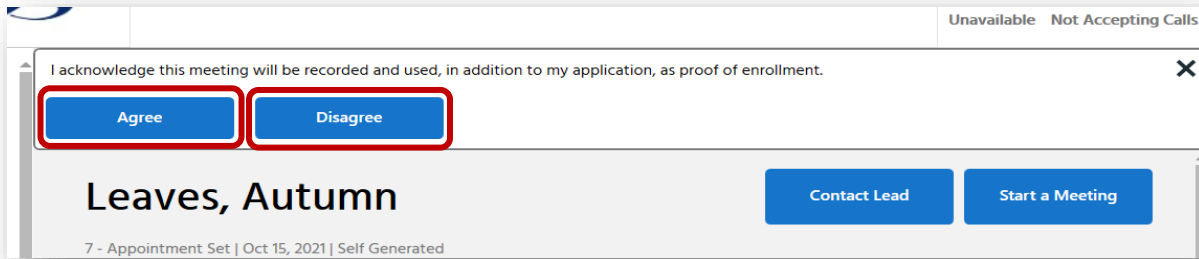 Unavailable Not Accepting Calls
I acknowledge this meeting will be recorded and used, in addition to my application, as proof of enrollment.
Agree Disagree
Leaves, Autumn
Contact Lead Start a Meeting
7 - Appointment Set | Oct 15, 2021 | Self Generated